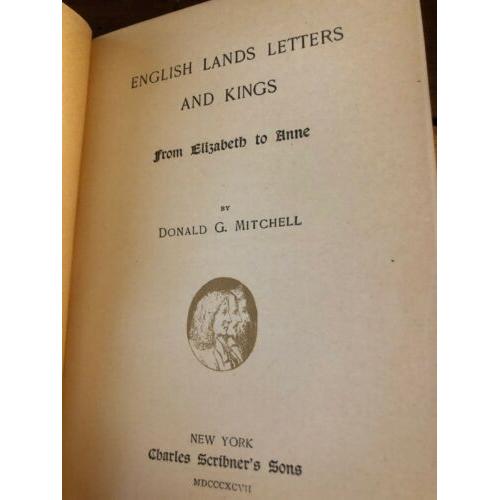 ENGLISH LANDS LETTERS
AND KINGS
From Elizabeth to Anne
BY
DONALD G. MITCHELL
NEW YORK
Charles Scribner's Sons
MDCCCXCVII